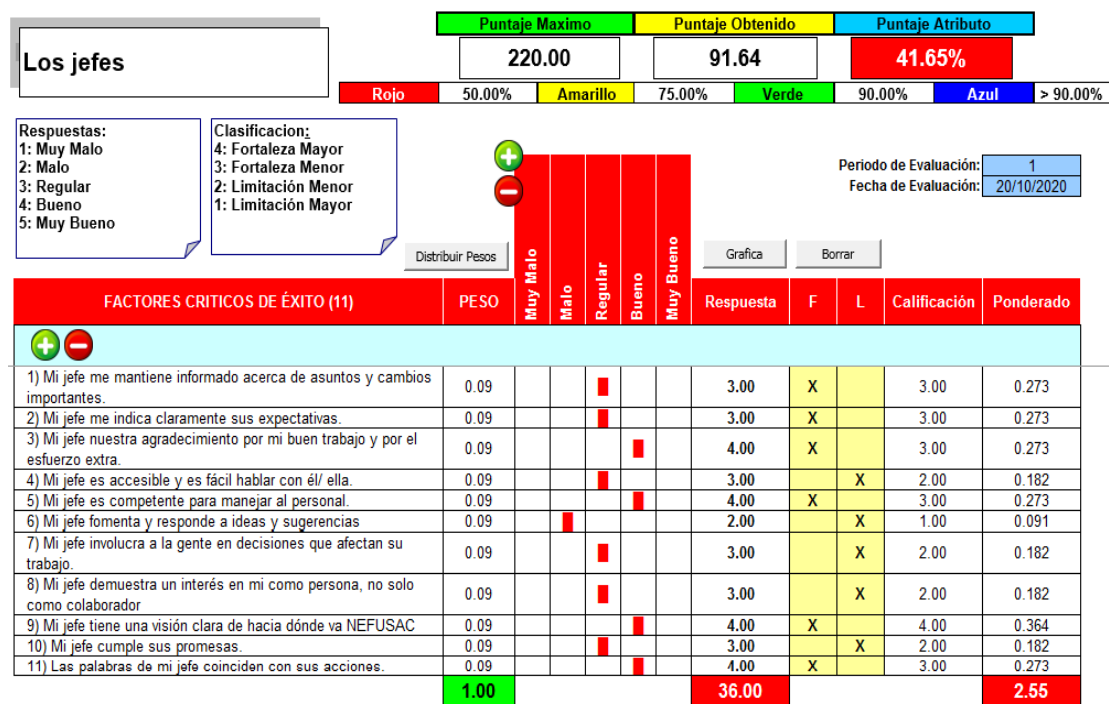 Los jefes
Puntaje Maximo Puntaje Obtenido Puntaje Atributo
220.00 91.64 41.65%
Rojo 50.00% Amarillo 75.00% Verde 90.00% Azul > 90.00%
Respuestas:
1: Muy Malo
2: Malo
3: Regular
4: Bueno
5: Muy Bueno
Clasificacion:
4: Fortaleza Mayor
3: Fortaleza Menor
2: Limitación Menor
1: Limitación Mayor
Periodo de Evaluación: 1
Fecha de Evaluación: 20/10/2020
Distribuir Pesos
Grafica
Borrar
FACTORES CRITICOS DE ÉXITO (11) PESO Muy Malo Malo Regular Bueno Muy Bueno Respuesta F L Calificación Ponderado
1) Mi jefe me mantiene informado acerca de asuntos y cambios
importantes. 0.09 3.00 X 3.00 0.273
2) Mi jefe me indica claramente sus expectativas. 0.09 3.00 X 3.00 0.273
3) Mi jefe nuestra agradecimiento por mi buen trabajo y por el
esfuerzo extra. 0.09 4.00 X 3.00 0.273
4) Mi jefe es accesible y es fácil hablar con él/ ella. 0.09 3.00 X 2.00 0.182
5) Mi jefe es competente para manejar al personal. 0.09 4.00 X 3.00 0.273
6) Mi jefe fomenta y responde a ideas y sugerencias 0.09 2.00 X 1.00 0.091
7) Mi jefe involucra a la gente en decisiones que afectan su
trabajo. 0.09 3.00 X 2.00 0.182
8) Mi jefe demuestra un interés en mi como persona, no solo
como colaborador 0.09 3.00 X 2.00 0.182
9) Mi jefe tiene una visión clara de hacia dónde va NEFUSAC 0.09 4.00 X 4.00 0.364
10) Mi jefe cumple sus promesas. 0.09 3.00 X 2.00 0.182
11) Las palabras de mi jefe coinciden con sus acciones. 0.09 4.00 X 3.00 0.273
1.00 36.00 2.55